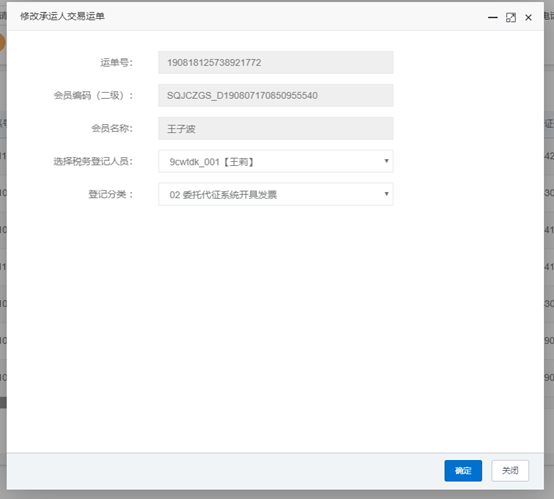 修改承运人交易运单
运单号： 190818125738921772
会员编码（二级）： SQJCZGS_D190807170850955540
会员名称： 王子波
选择税务登记人员： 9cwtdk_001【王莉】
登记分类： 02 委托代征系统开具发票
确定 关闭